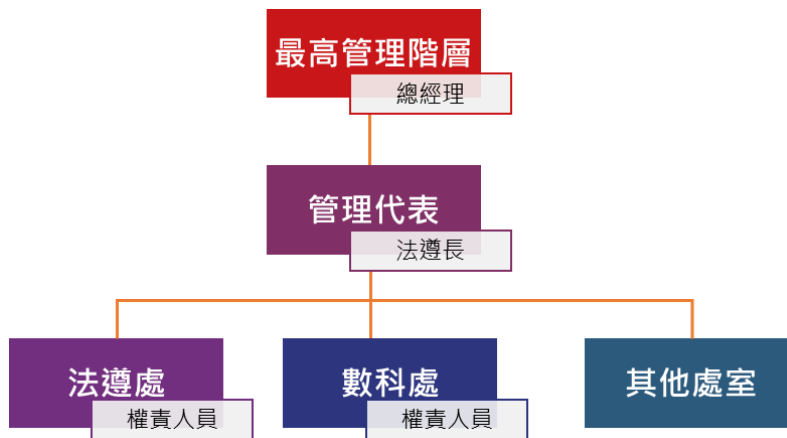 最高管理階層
總經理
管理代表
法遵長
法遵處
權責人員
數科處
權責人員
其他處室